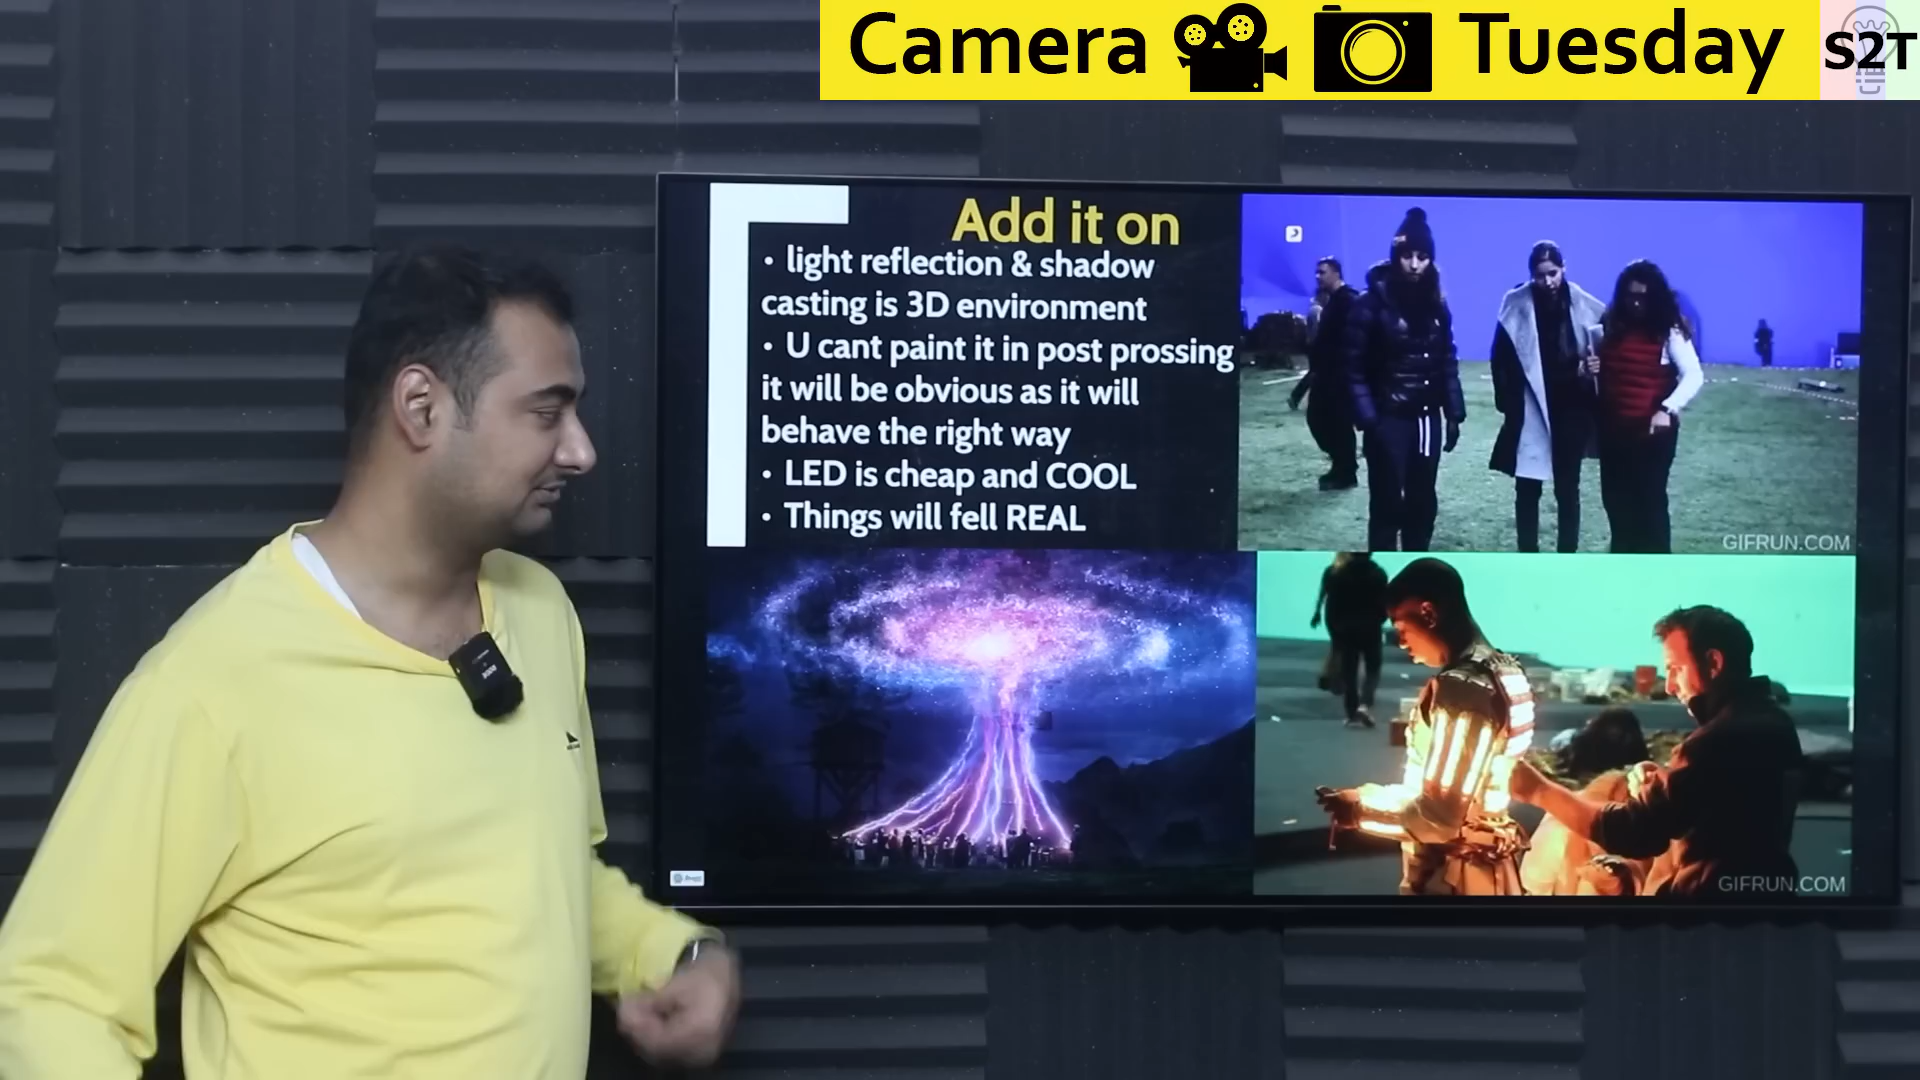 Camera Tuesday S2T
Add it on
• light reflection & shadow
casting is 3D environment
• U cant paint it in post prossing
it will be obvious as it will
behave the right way
• LED is cheap and COOL
• Things will fell REAL
GIFRUN.COM
GIFRUN.COM